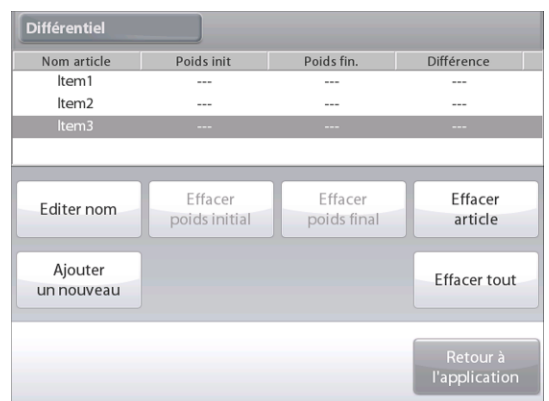 Différentiel
Nom article Poids init Poids fin. Différence
Item1 --- --- ---
Item2 --- --- ---
Item3 --- --- ---
Editer nom
Effacer
poids initial
Effacer
poids final
Effacer
article
Ajouter
un nouveau
Effacer tout
Retour à
l'application